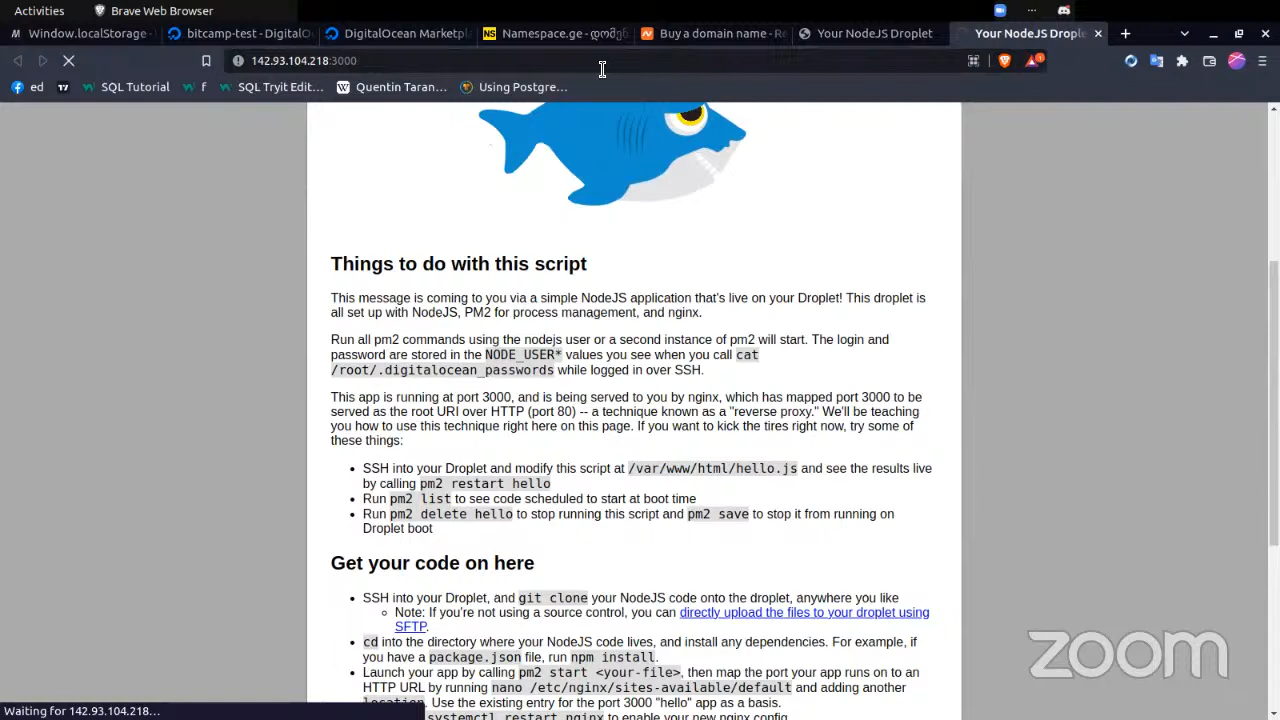 Activities
Brave Web Browser
Window.localStorage -
bitcamp-test - DigitalO
DigitalOcean Marketpl
NS
Namespace.ge - დომენ
Buy a domain name - Re
Your NodeJS Droplet
Your NodeJS Drople
142.93.104.218:3000
ed
SQL Tutorial
f
SQL Tryit Edit...
W
Quentin Taran...
Using Postgre...
Things to do with this script
This message is coming to you via a simple NodeJS application that's live on your Droplet! This droplet is
all set up with NodeJS, PM2 for process management, and nginx.
Run all pm2 commands using the nodejs user or a second instance of pm2 will start. The login and
password are stored in the NODE_USER* values you see when you call cat
/root/.digitalocean_passwords while logged in over SSH.
This app is running at port 3000, and is being served to you by nginx, which has mapped port 3000 to be
served as the root URI over HTTP (port 80) -- a technique known as a "reverse proxy." We'll be teaching
you how to use this technique right here on this page. If you want to kick the tires right now, try some of
these things:
• SSH into your Droplet and modify this script at /var/www/html/hello.js and see the results live
by calling pm2 restart hello
• Run pm2 list to see code scheduled to start at boot time
• Run pm2 delete hello to stop running this script and pm2 save to stop it from running on
Droplet boot
Get your code on here
• SSH into your Droplet, and git clone your NodeJS code onto the droplet, anywhere you like
Note: If you're not using a source control, you can directly upload the files to your droplet using
SFTP.
• cd into the directory where your NodeJS code lives, and install any dependencies. For example, if
you have a package.json file, run npm install.
• Launch your app by calling pm2 start <your-file>, then map the port your app runs on to an
HTTP URL by running nano /etc/nginx/sites-available/default and adding another
location. Use the existing entry for the port 3000 "hello" app as a basis.
systemctl restart nginx to enable your new nginx config.
zoom
Waiting for 142.93.104.218...